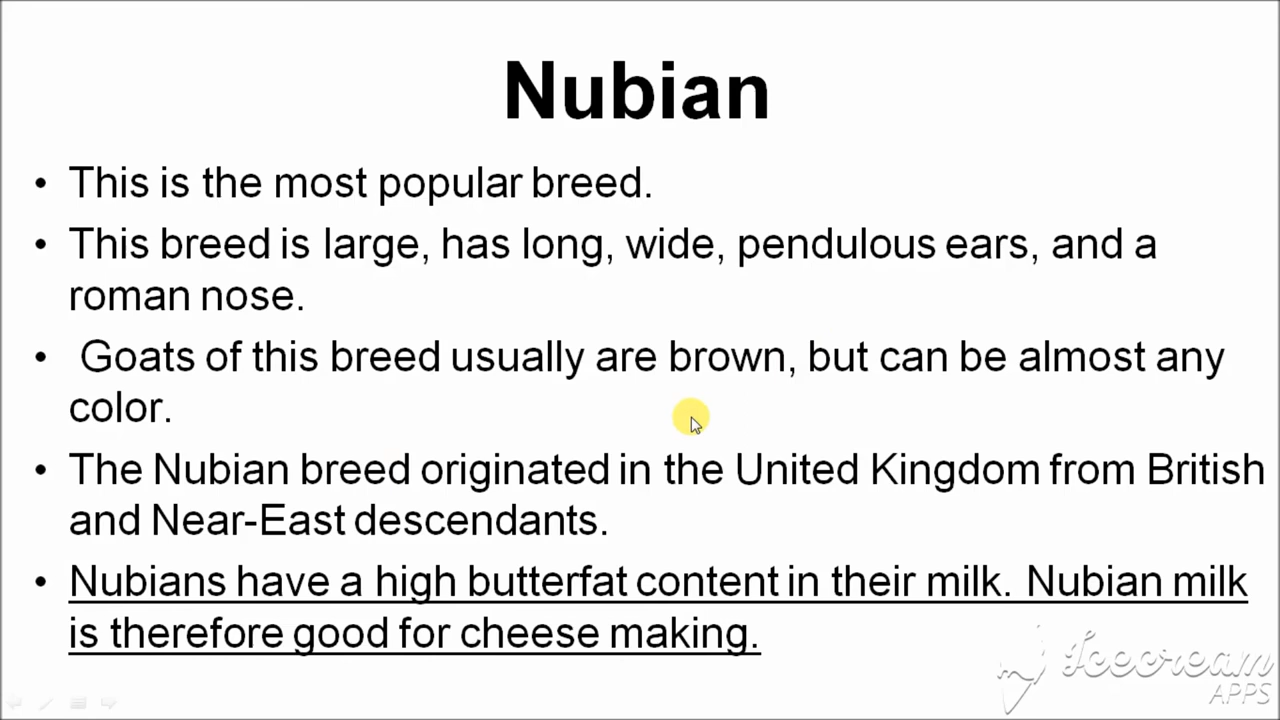 Nubian
• This is the most popular breed.
• This breed is large, has long, wide, pendulous ears, and a
roman nose.
• Goats of this breed usually are brown, but can be almost any
color.
• The Nubian breed originated in the United Kingdom from British
and Near-East descendants.
• Nubians have a high butterfat content in their milk. Nubian milk
is therefore good for cheese making.
Icecream
APPS